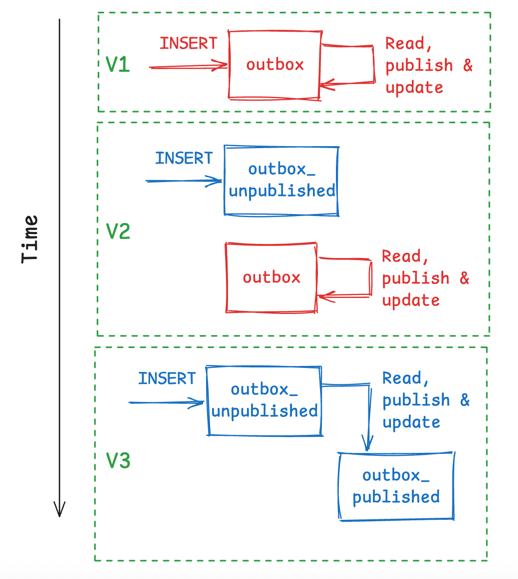 INSERT
outbox
Read,
publish &
update
V1
INSERT
outbox_
unpublished
V2
Time
outbox
Read,
publish &
update
INSERT
outbox_
unpublished
Read,
publish &
update
V3
outbox_
published